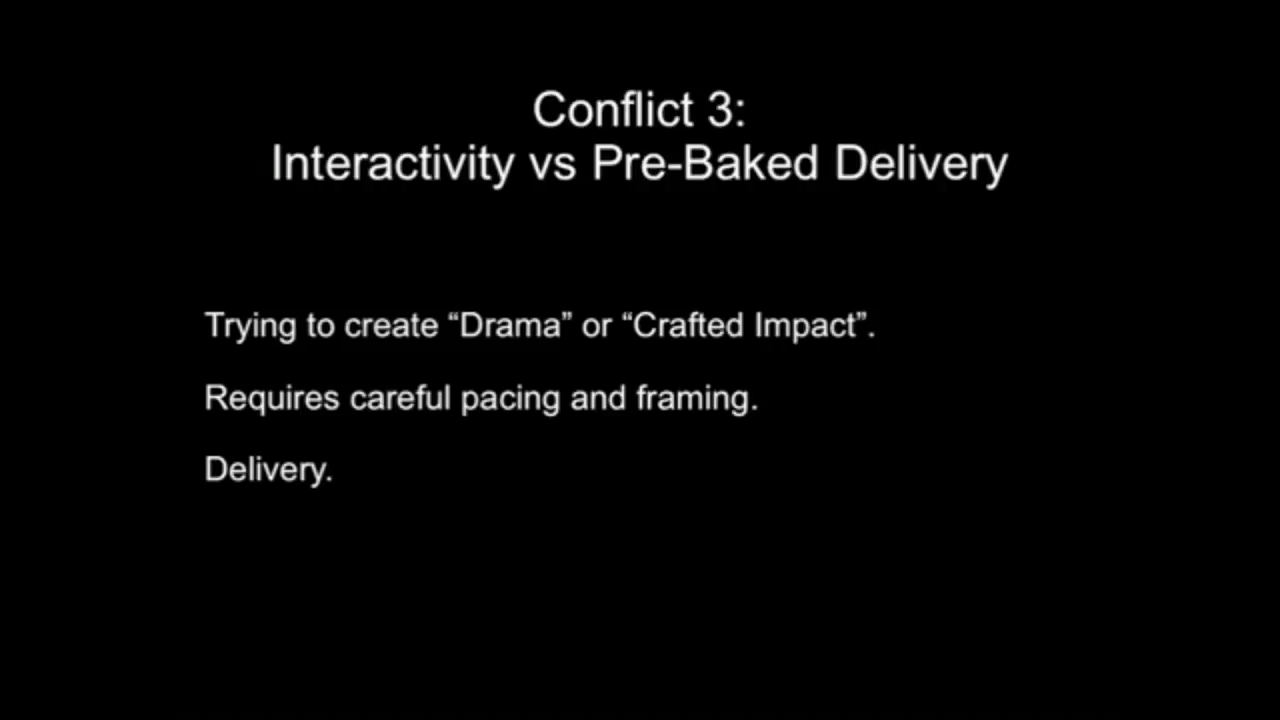 Conflict 3:
Interactivity vs Pre-Baked Delivery
Trying to create “Drama” or “Crafted Impact”.
Requires careful pacing and framing.
Delivery.